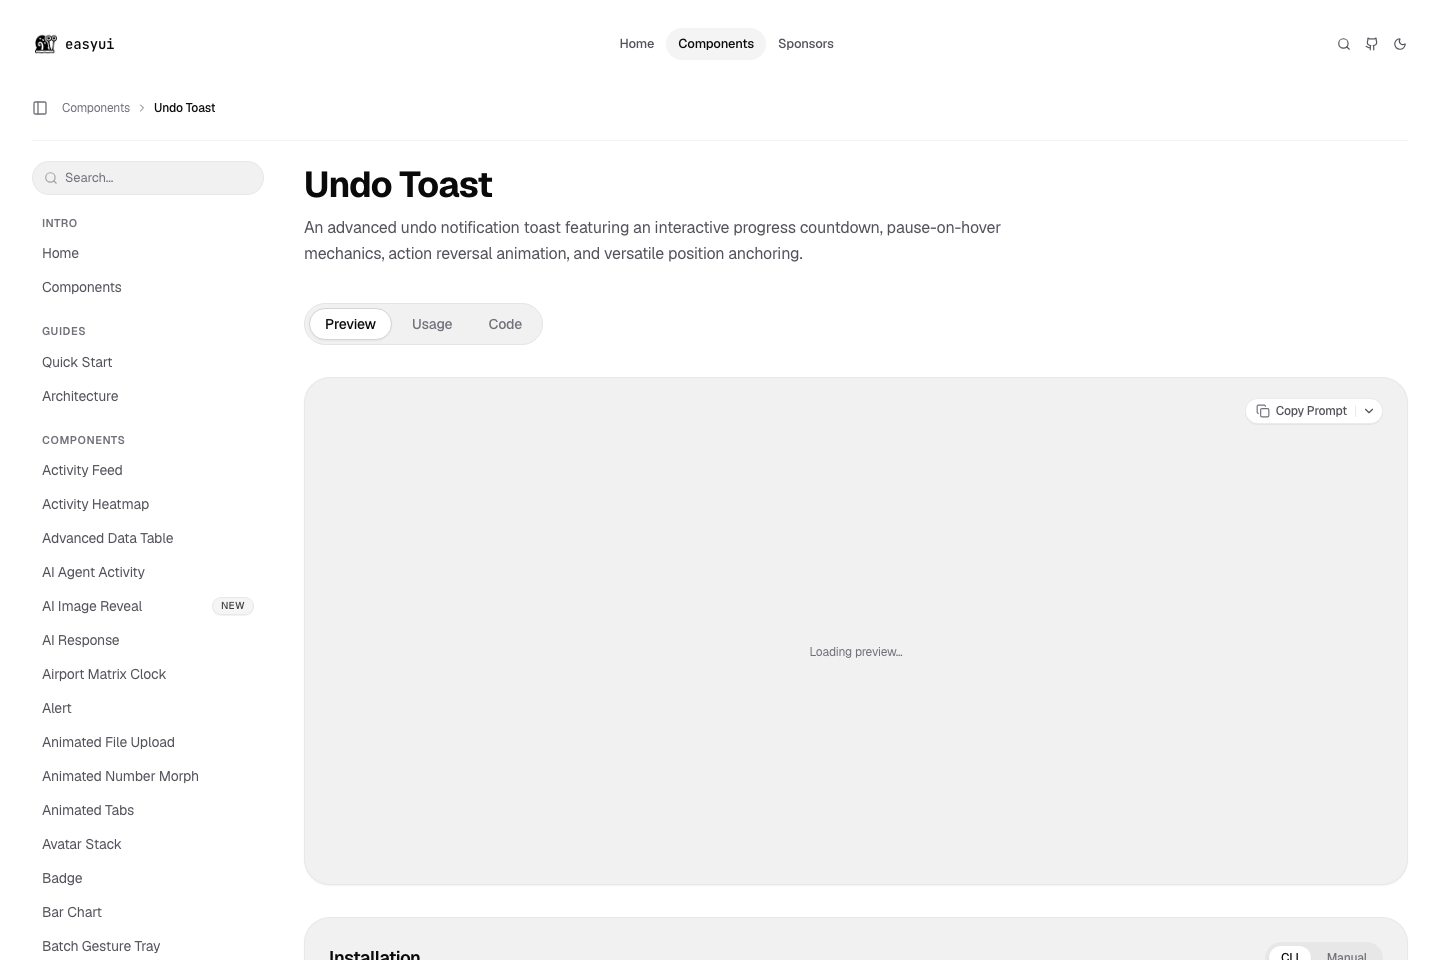 easyui
Home
Components
Sponsors
Components
Undo Toast
Search...
INTRO
Home
Components
GUIDES
Quick Start
Architecture
COMPONENTS
Activity Feed
Activity Heatmap
Advanced Data Table
AI Agent Activity
AI Image Reveal NEW
AI Response
Airport Matrix Clock
Alert
Animated File Upload
Animated Number Morph
Animated Tabs
Avatar Stack
Badge
Bar Chart
Batch Gesture Tray
Undo Toast
An advanced undo notification toast featuring an interactive progress countdown, pause-on-hover
mechanics, action reversal animation, and versatile position anchoring.
Preview
Usage
Code
Copy Prompt
Loading preview...
Installation
CLI
Manual